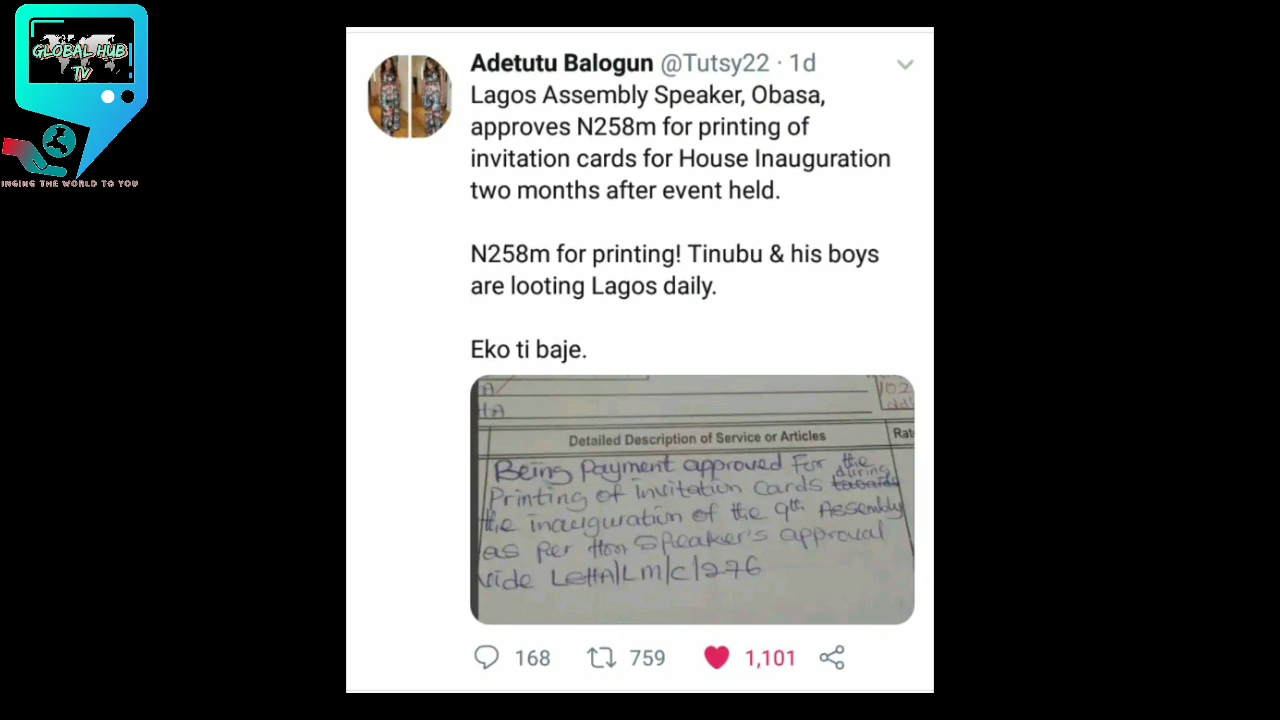 GLOBAL HUB
TV
INGING THE WORLD TO YOU
Adetutu Balogun @Tutsy22 · 1d
Lagos Assembly Speaker, Obasa,
approves N258m for printing of
invitation cards for House Inauguration
two months after event held.
N258m for printing! Tinubu & his boys
are looting Lagos daily.
Eko ti baje.
Detailed Description of Service or Articles
Being Payment approved For the
during
Printing of Invitation Cards
the inauguration of the 9th Assembly
as per Hon Speaker's approval
vide LSHA/LM/C/276
168 759 1,101